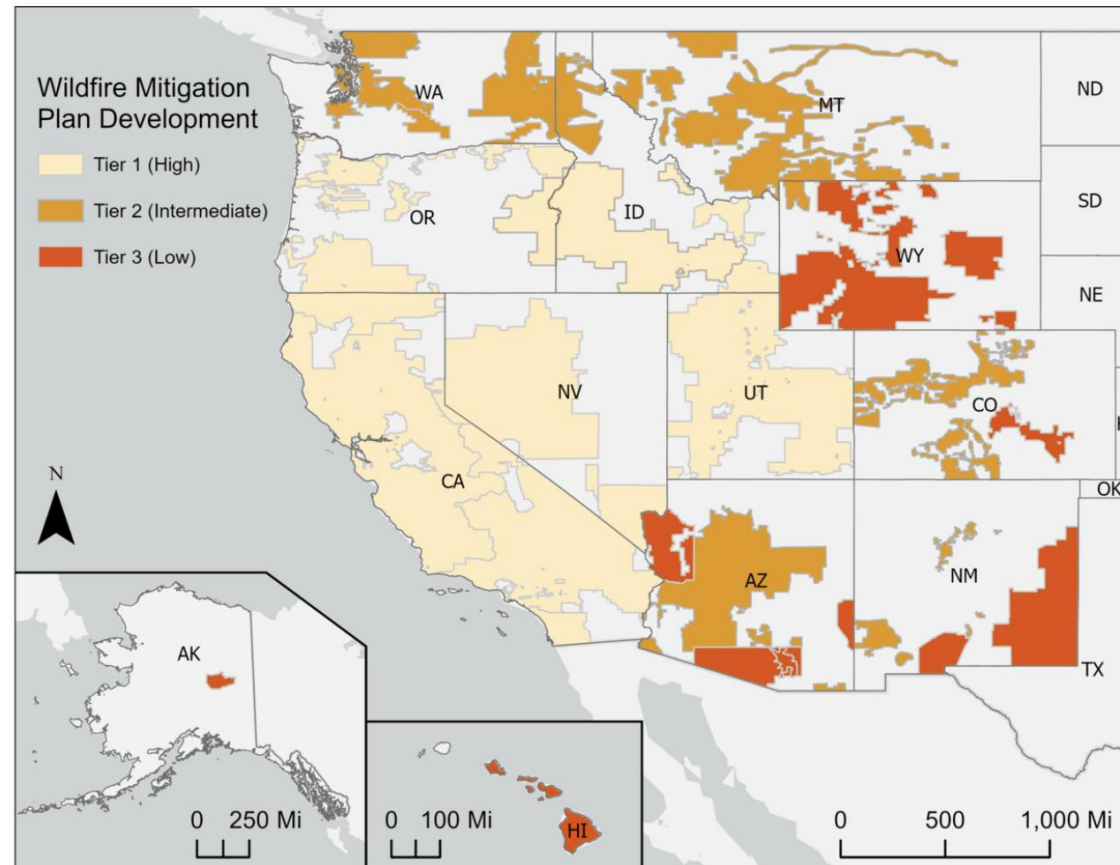 Wildfire Mitigation
Plan Development
Tier 1 (High)
Tier 2 (Intermediate)
Tier 3 (Low)
WA
MT
ND
OR
ID
SD
WY
NE
NV
UT
CO
CA
OK
AZ
NM
TX
N
AK
HI
0 250 Mi
0 100 Mi
0 500 1,000 Mi